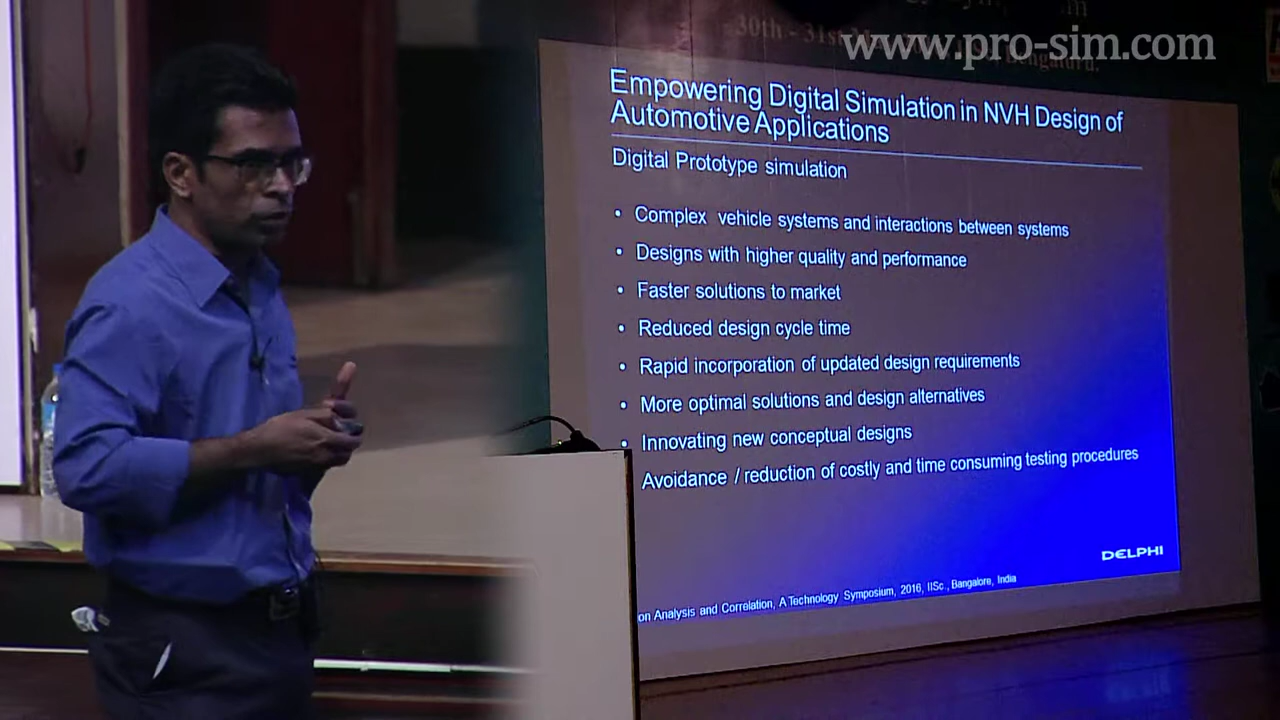 www.pro-sim.com
30th - 31st
Bengaluru.
Empowering Digital Simulation in NVH Design of
Automotive Applications
Digital Prototype simulation
• Complex vehicle systems and interactions between systems
• Designs with higher quality and performance
• Faster solutions to market
• Reduced design cycle time
• Rapid incorporation of updated design requirements
• More optimal solutions and design alternatives
• Innovating new conceptual designs
Avoidance / reduction of costly and time consuming testing procedures
DELPHI
on Analysis and Correlation, A Technology Symposium, 2016, IISc., Bangalore, India